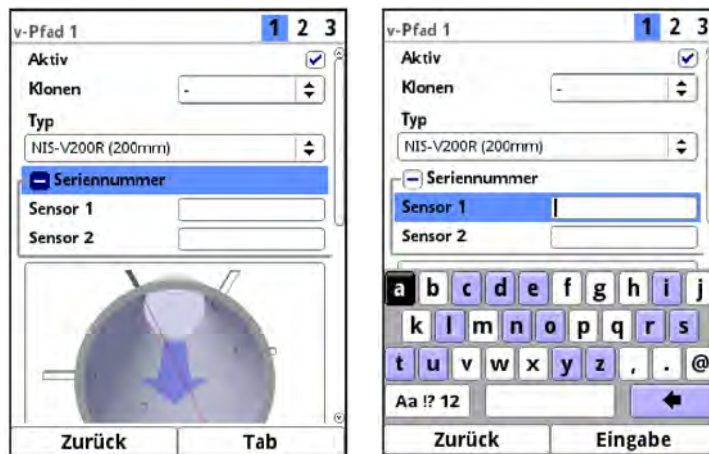 v-Pfad 1 1 2 3
Aktiv
Klonen -
Typ
NIS-V200R (200mm)
Seriennummer
Sensor 1
Sensor 2
Zurück Tab
v-Pfad 1 1 2 3
Aktiv
Klonen -
Typ
NIS-V200R (200mm)
Seriennummer
Sensor 1
Sensor 2
a b c d e f g h i j
k l m n o p q r s
t u v w x y z , . @
Aa !? 12
Zurück Eingabe